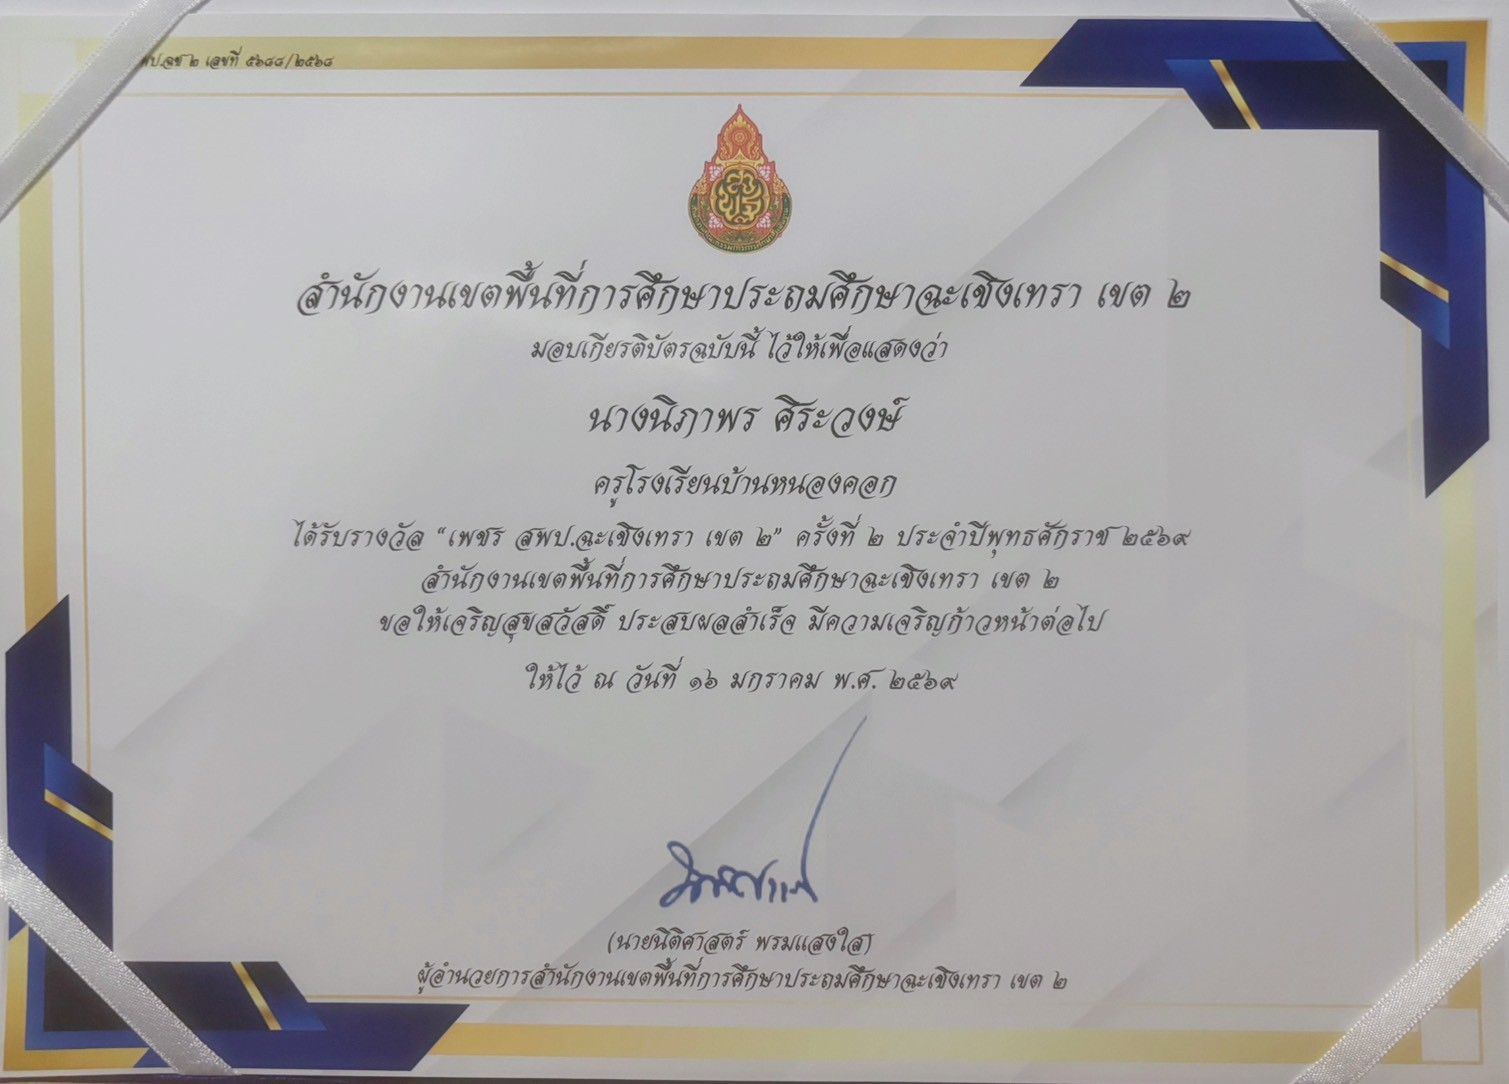 ป.ฉช ๒ เลขที่ ๕๖๘๘/๒๕๖๘
สำนักงานเขตพื้นที่การศึกษาประถมศึกษาฉะเชิงเทรา เขต ๒
มอบเกียรติบัตรฉบับนี้ ไว้ให้เพื่อแสดงว่า
นางนิภาพร ศิระวงษ์
ครูโรงเรียนบ้านหนองคอก
ได้รับรางวัล “เพชร สพป.ฉะเชิงเทรา เขต ๒” ครั้งที่ ๒ ประจำปีพุทธศักราช ๒๕๖๙
สำนักงานเขตพื้นที่การศึกษาประถมศึกษาฉะเชิงเทรา เขต ๒
ขอให้เจริญสุขสวัสดิ์ ประสบผลสำเร็จ มีความเจริญก้าวหน้าต่อไป
ให้ไว้ ณ วันที่ ๑๖ มกราคม พ.ศ. ๒๕๖๙
(นายนิติศาสตร์ พรมแสงใส)
ผู้อำนวยการสำนักงานเขตพื้นที่การศึกษาประถมศึกษาฉะเชิงเทรา เขต ๒